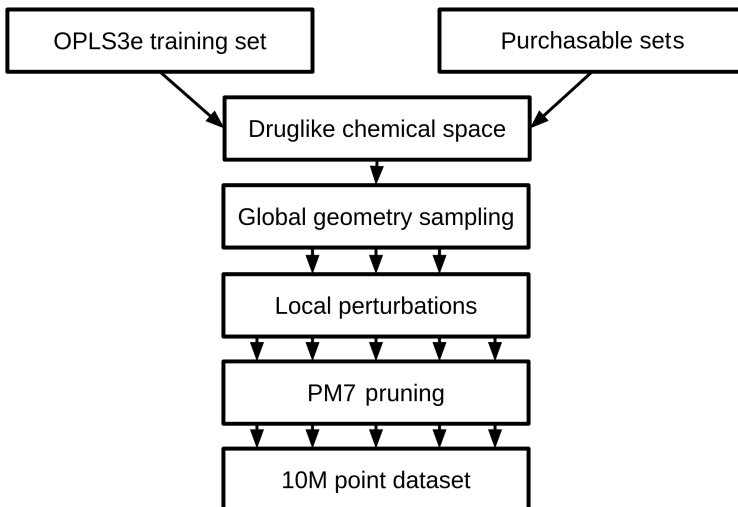 OPLS3e training set
Purchasable sets
Druglike chemical space
Global geometry sampling
Local perturbations
PM7 pruning
10M point dataset